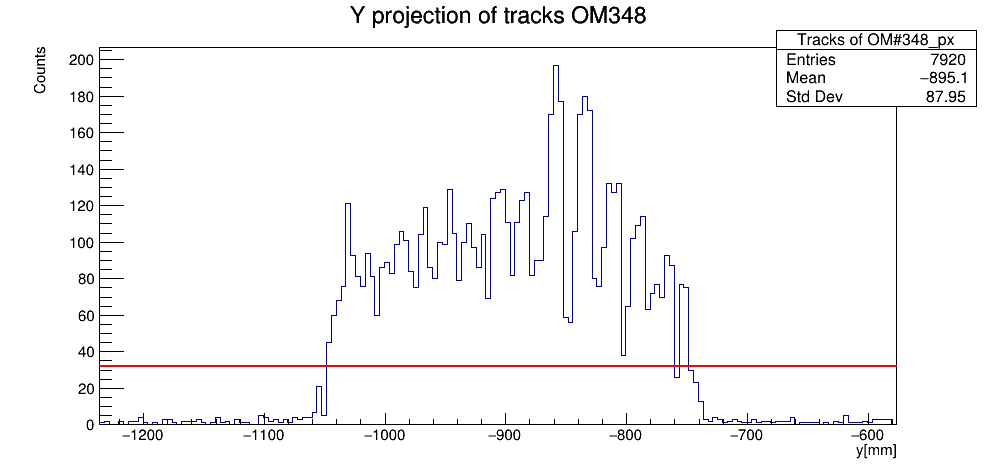 Y projection of tracks OM348
Tracks of OM#348_px
Entries 7920
Mean −895.1
Std Dev 87.95
Counts
200
180
160
140
120
100
80
60
40
20
0
−1200 −1100 −1000 −900 −800 −700 −600
y[mm]